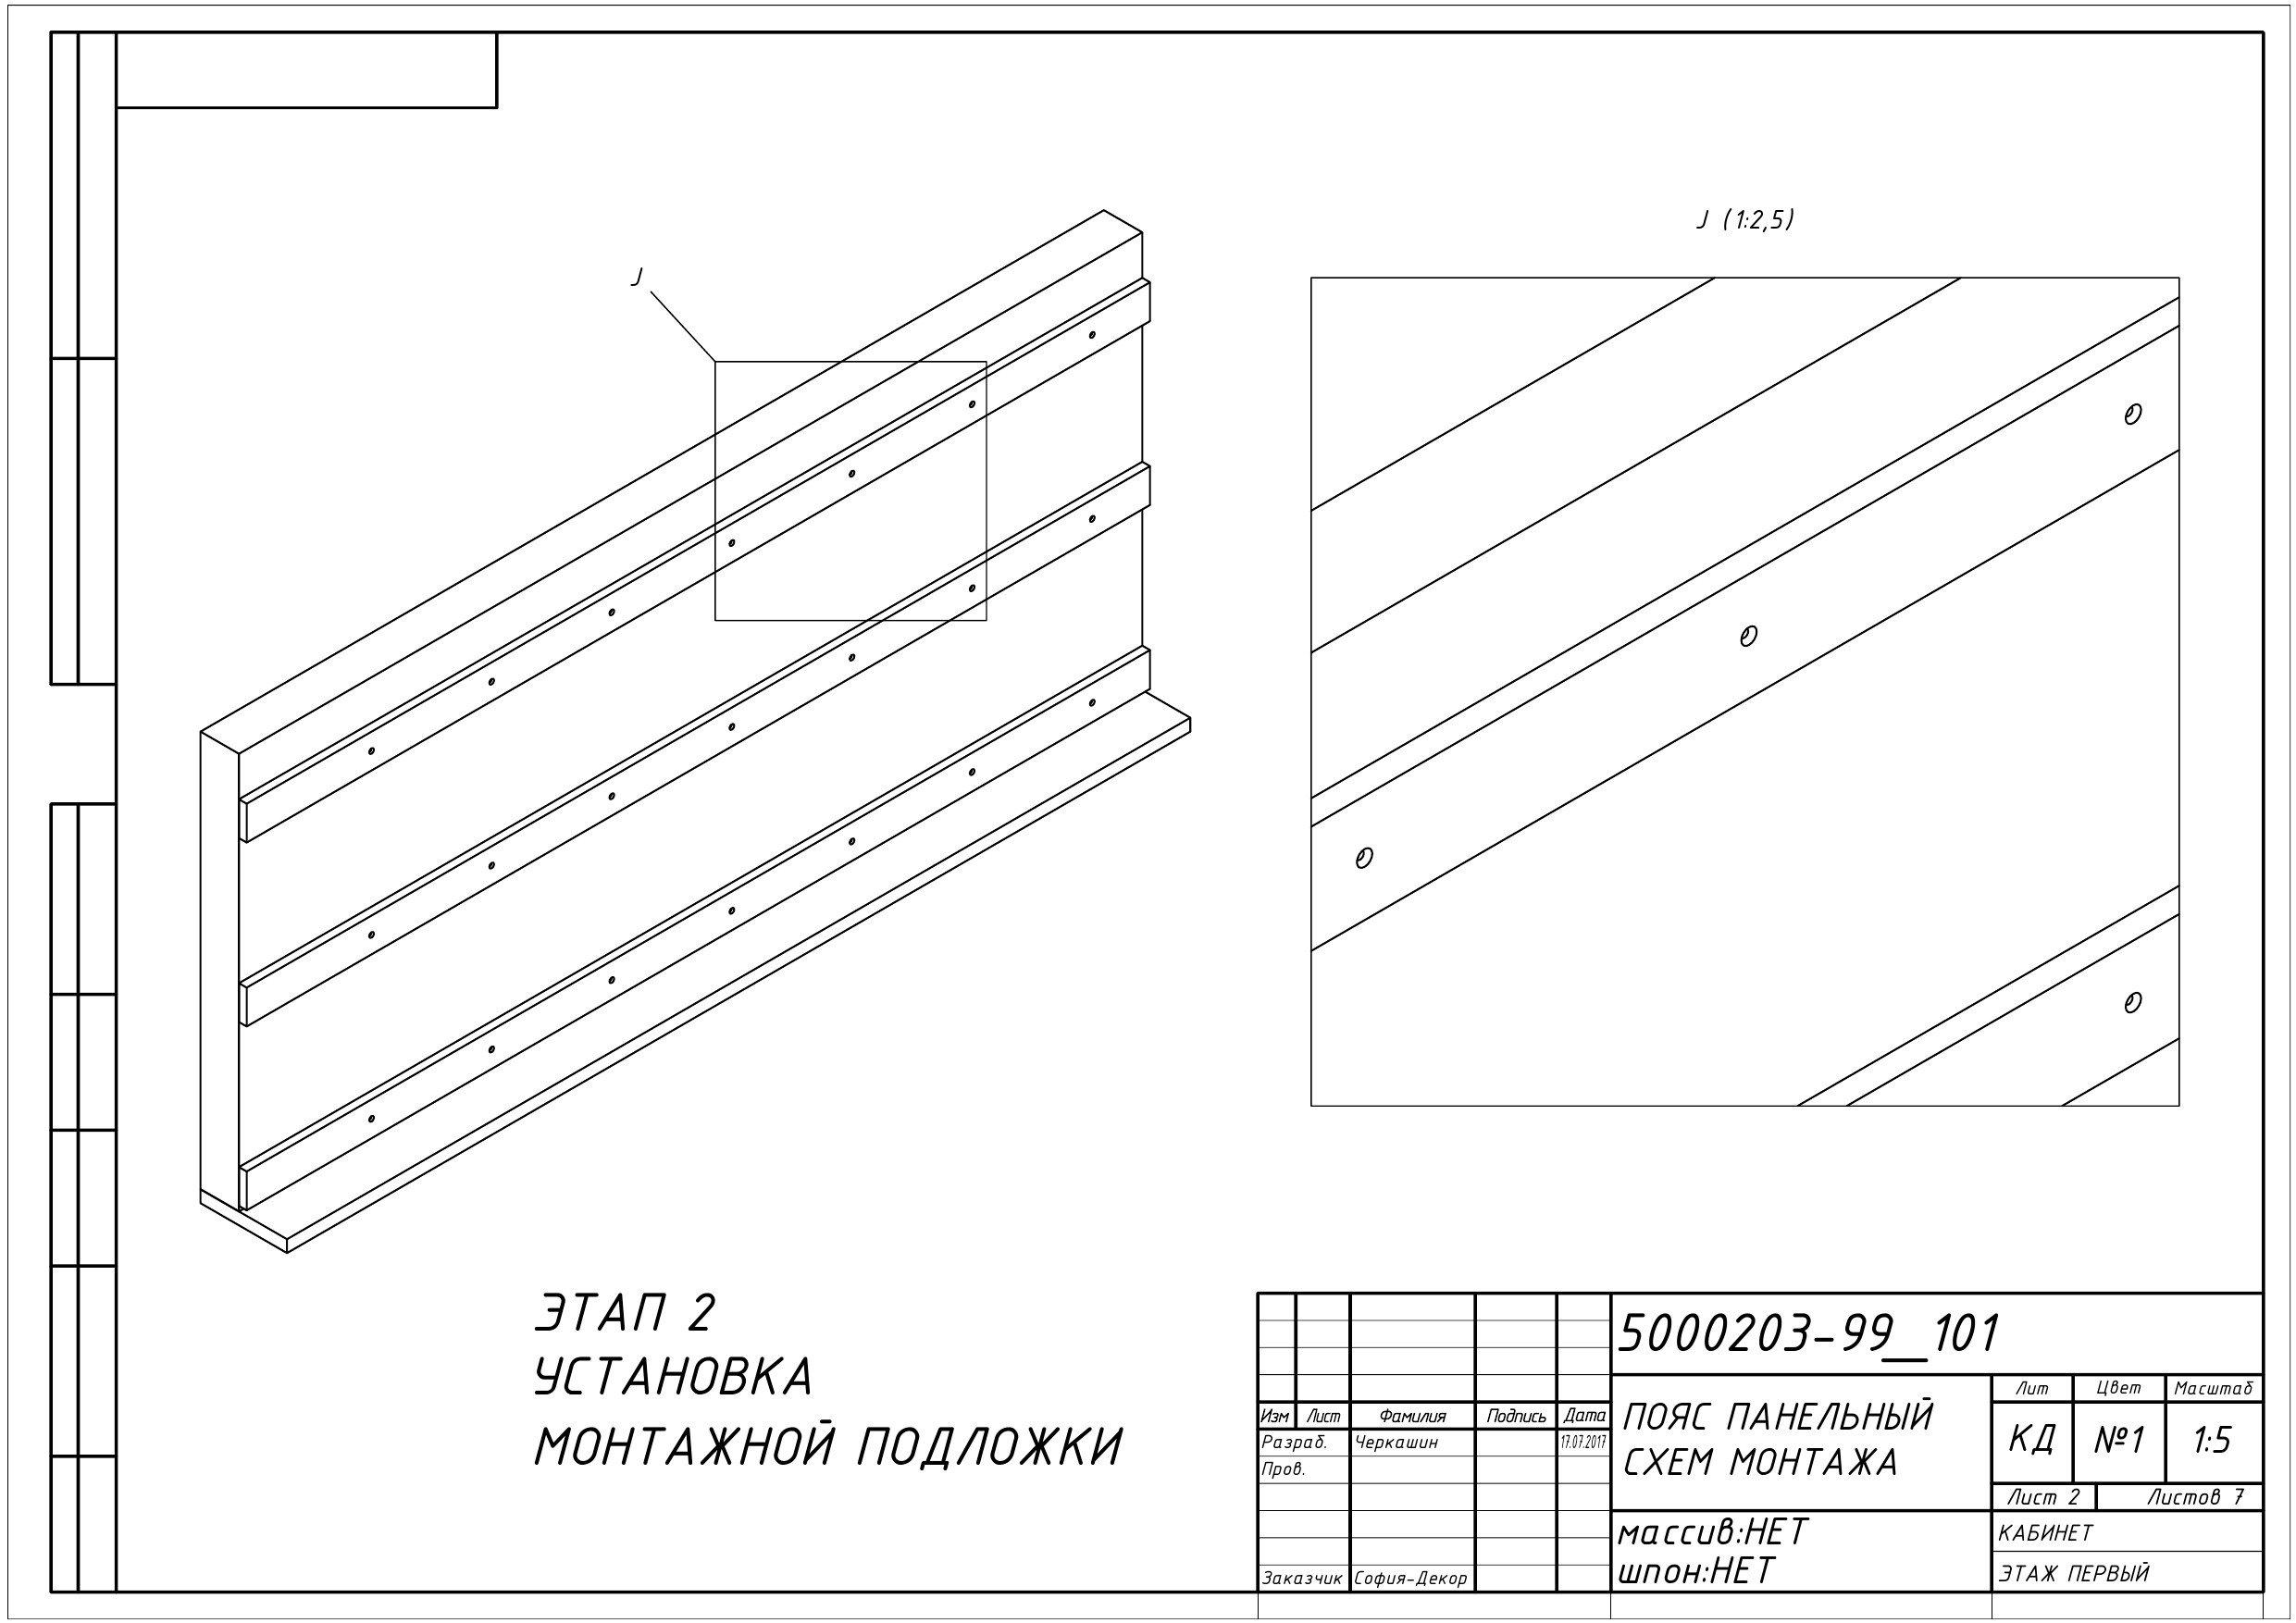 J
J (1:2,5)
ЭТАП 2
УСТАНОВКА
МОНТАЖНОЙ ПОДЛОЖКИ
5000203-99__101
Лит Цвет Масштаб
Изм Лист Фамилия Подпись Дата
ПОЯС ПАНЕЛЬНЫЙ
СХЕМ МОНТАЖА
КД №1 1:5
Разраб. Черкашин 17.07.2017
Пров.
Лист 2 Листов 7
массив:НЕТ
шпон:НЕТ
КАБИНЕТ
ЭТАЖ ПЕРВЫЙ
Заказчик София-Декор